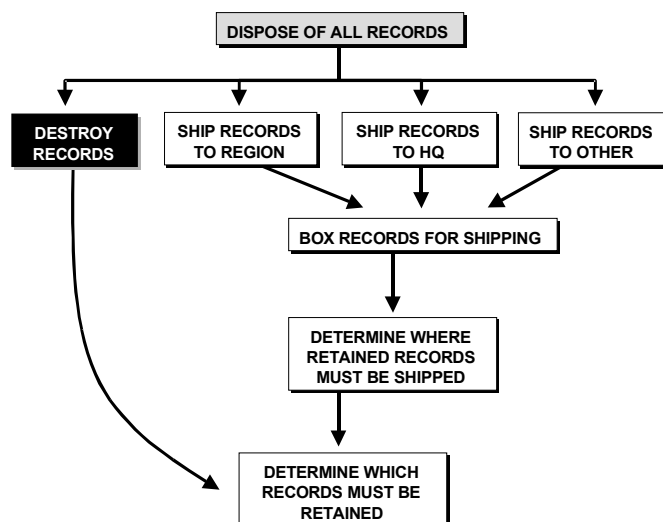 DISPOSE OF ALL RECORDS
DESTROY
RECORDS
SHIP RECORDS
TO REGION
SHIP RECORDS
TO HQ
SHIP RECORDS
TO OTHER
BOX RECORDS FOR SHIPPING
DETERMINE WHERE
RETAINED RECORDS
MUST BE SHIPPED
DETERMINE WHICH
RECORDS MUST BE
RETAINED